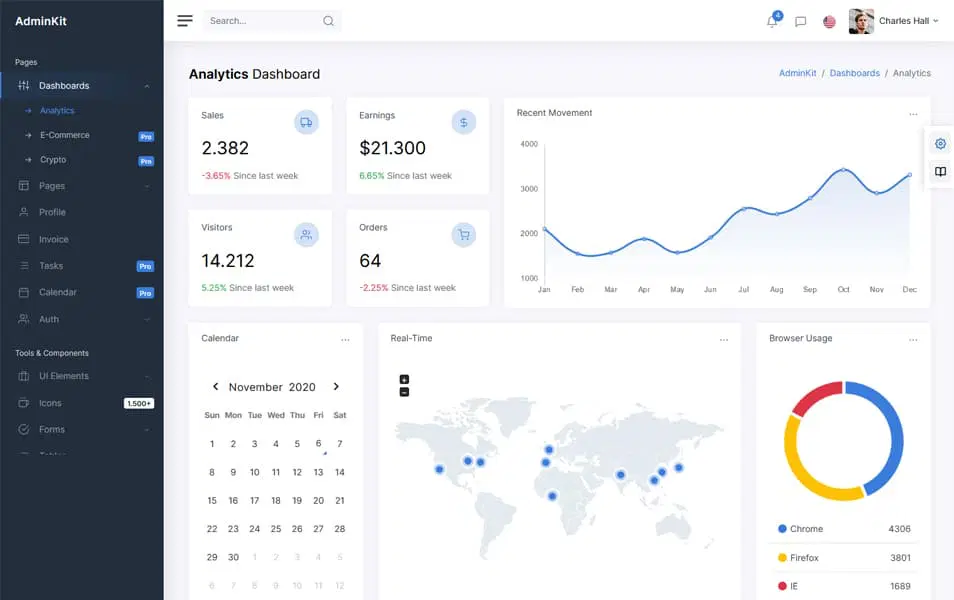 AdminKit
Search...
4
Charles Hall
Pages
Dashboards
Analytics
E-Commerce Pro
Crypto Pro
Pages
Profile
Invoice
Tasks Pro
Calendar Pro
Auth
Tools & Components
UI Elements
Icons 1.500+
Forms
Analytics Dashboard
AdminKit / Dashboards / Analytics
Sales
2.382
-3.65% Since last week
Earnings
$21.300
6.65% Since last week
Visitors
14.212
5.25% Since last week
Orders
64
-2.25% Since last week
Recent Movement ...
4000
3000
2000
1000
Jan Feb Mar Apr May Jun Jul Aug Sep Oct Nov Dec
Calendar ...
November 2020
Sun Mon Tue Wed Thu Fri Sat
1 2 3 4 5 6 7
8 9 10 11 12 13 14
15 16 17 18 19 20 21
22 23 24 25 26 27 28
29 30 1 2 3 4 5
6 7 8 9 10 11 12
Real-Time ...
+
-
Browser Usage ...
Chrome 4306
Firefox 3801
IE 1689